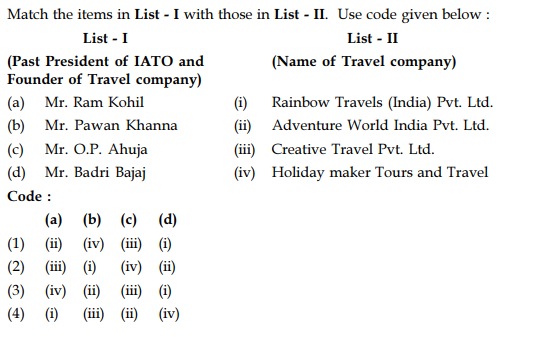 Match the items in List - I with those in List - II. Use code given below :
List - I List - II
(Past President of IATO and (Name of Travel company)
Founder of Travel company)
(a) Mr. Ram Kohil (i) Rainbow Travels (India) Pvt. Ltd.
(b) Mr. Pawan Khanna (ii) Adventure World India Pvt. Ltd.
(c) Mr. O.P. Ahuja (iii) Creative Travel Pvt. Ltd.
(d) Mr. Badri Bajaj (iv) Holiday maker Tours and Travel
Code :
(a) (b) (c) (d)
(1) (ii) (iv) (iii) (i)
(2) (iii) (i) (iv) (ii)
(3) (iv) (ii) (iii) (i)
(4) (i) (iii) (ii) (iv)